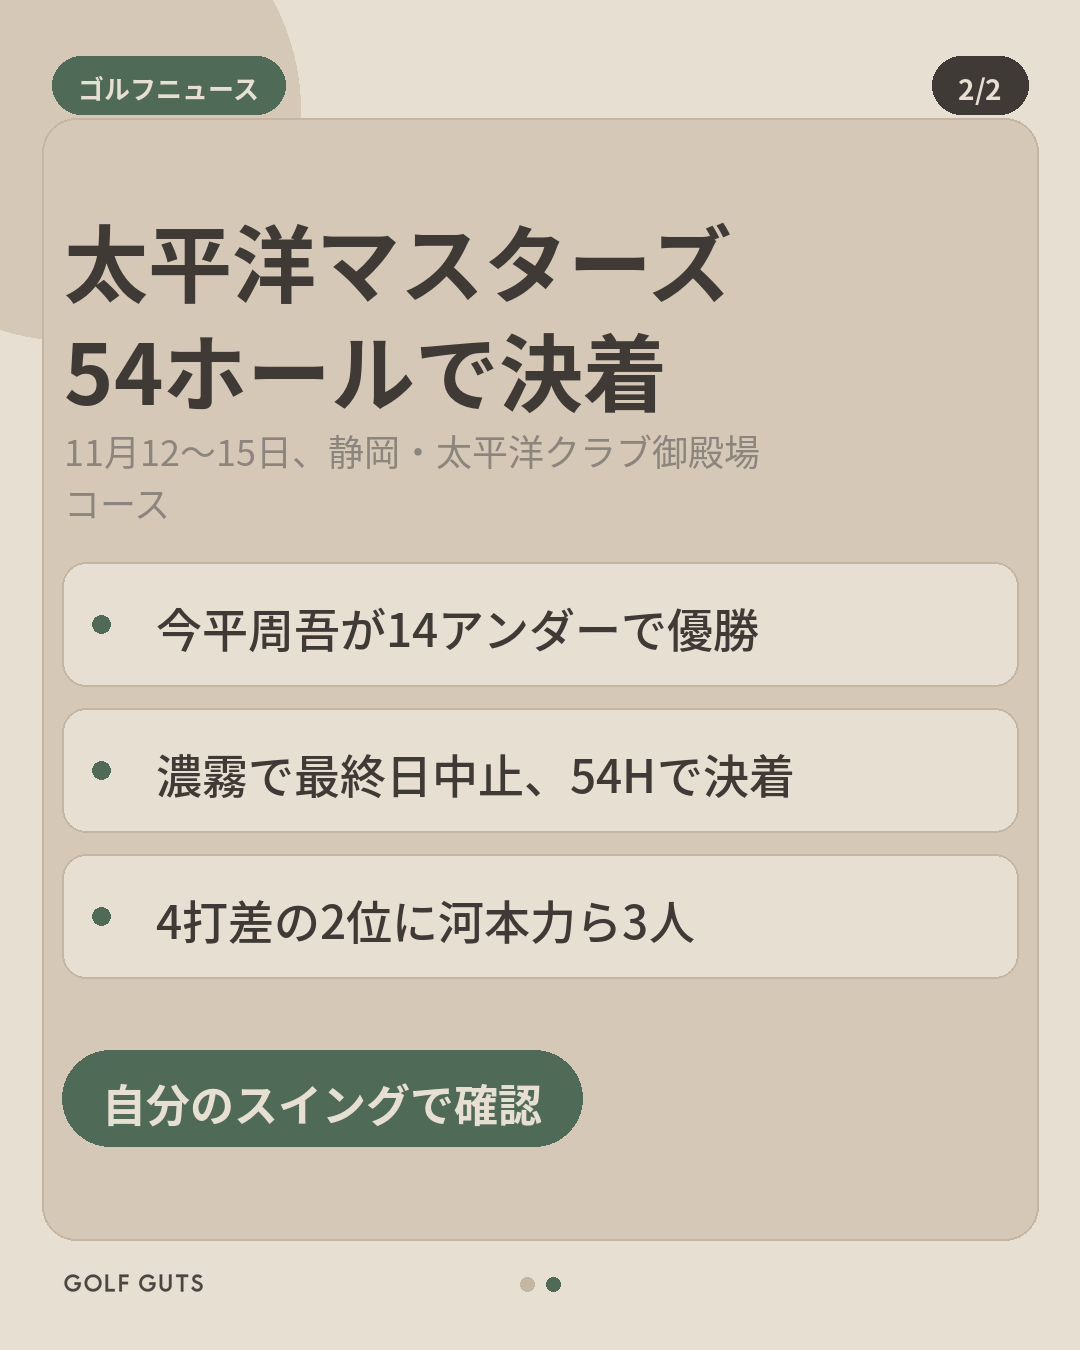 ゴルフニュース
2/2
太平洋マスターズ
54ホールで決着
11月12〜15日、静岡・太平洋クラブ御殿場
コース
今平周吾が14アンダーで優勝
濃霧で最終日中止、54Hで決着
4打差の2位に河本力ら3人
自分のスイングで確認
GOLF GUTS